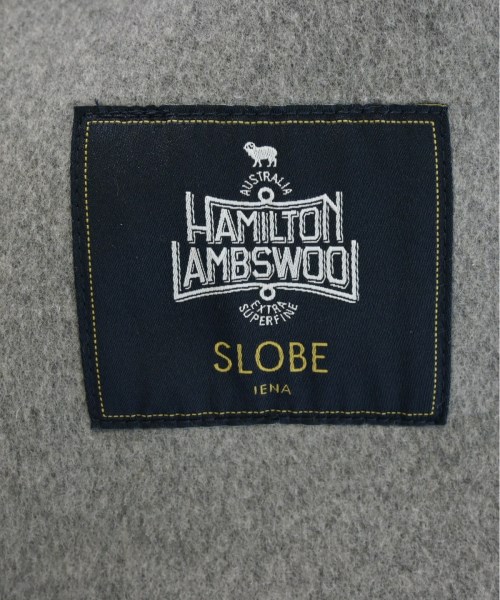 AUSTRALIA
HAMILTON
LAMBSWOOL
EXTRA
SUPERFINE
SLOBE
IENA